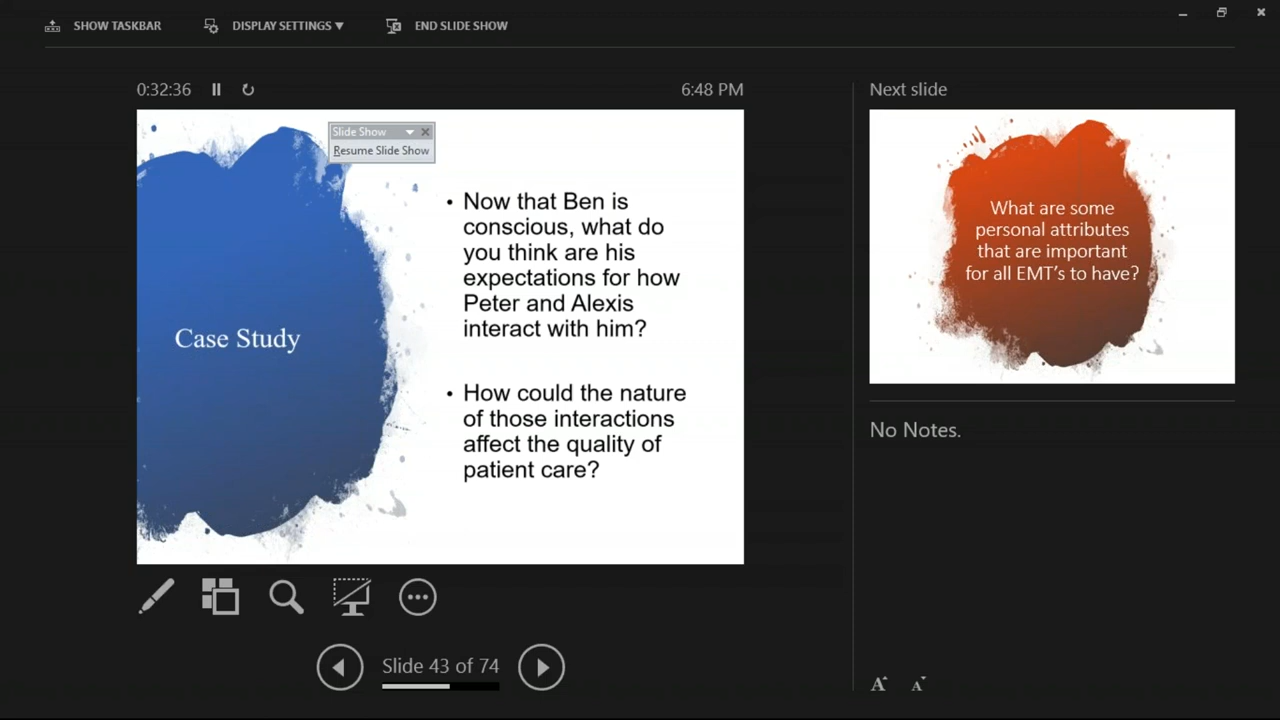 SHOW TASKBAR
DISPLAY SETTINGS ▼
END SLIDE SHOW
0:32:36
6:48 PM
Next slide
Slide Show
Resume Slide Show
Case Study
• Now that Ben is
conscious, what do
you think are his
expectations for how
Peter and Alexis
interact with him?
• How could the nature
of those interactions
affect the quality of
patient care?
What are some
personal attributes
that are important
for all EMT's to have?
No Notes.
Slide 43 of 74
A A